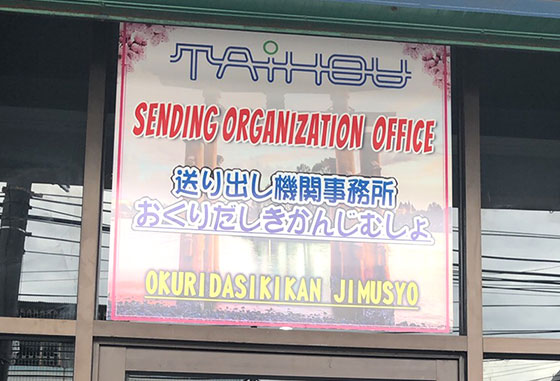 TAiHOU
SENDING ORGANIZATION OFFICE
送り出し機関事務所
おくりだしきかんじむしょ
OKURIDASIKIKAN JIMUSYO